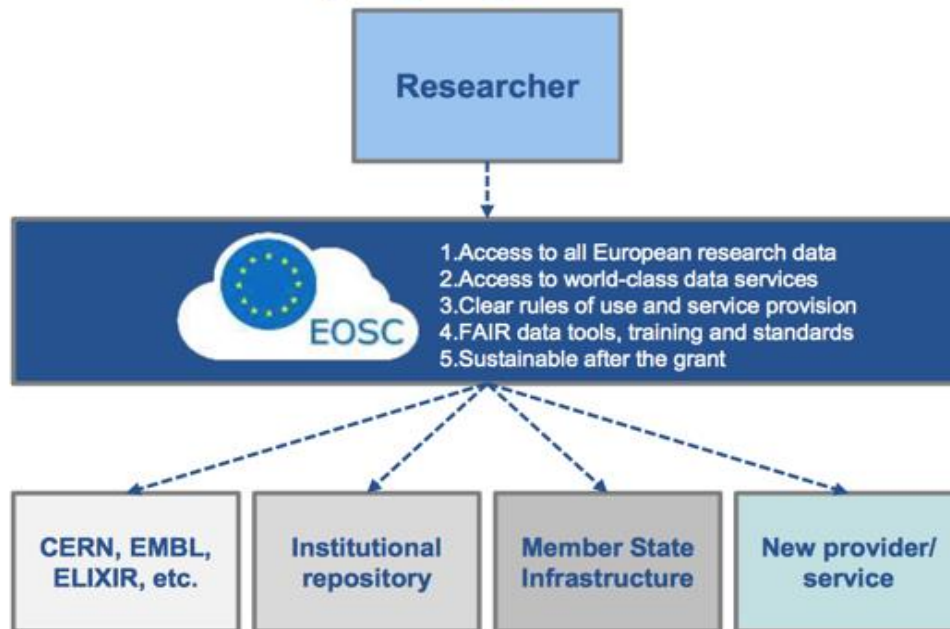 Researcher
EOSC
1.Access to all European research data
2.Access to world-class data services
3.Clear rules of use and service provision
4.FAIR data tools, training and standards
5.Sustainable after the grant
CERN, EMBL,
ELIXIR, etc.
Institutional
repository
Member State
Infrastructure
New provider/
service